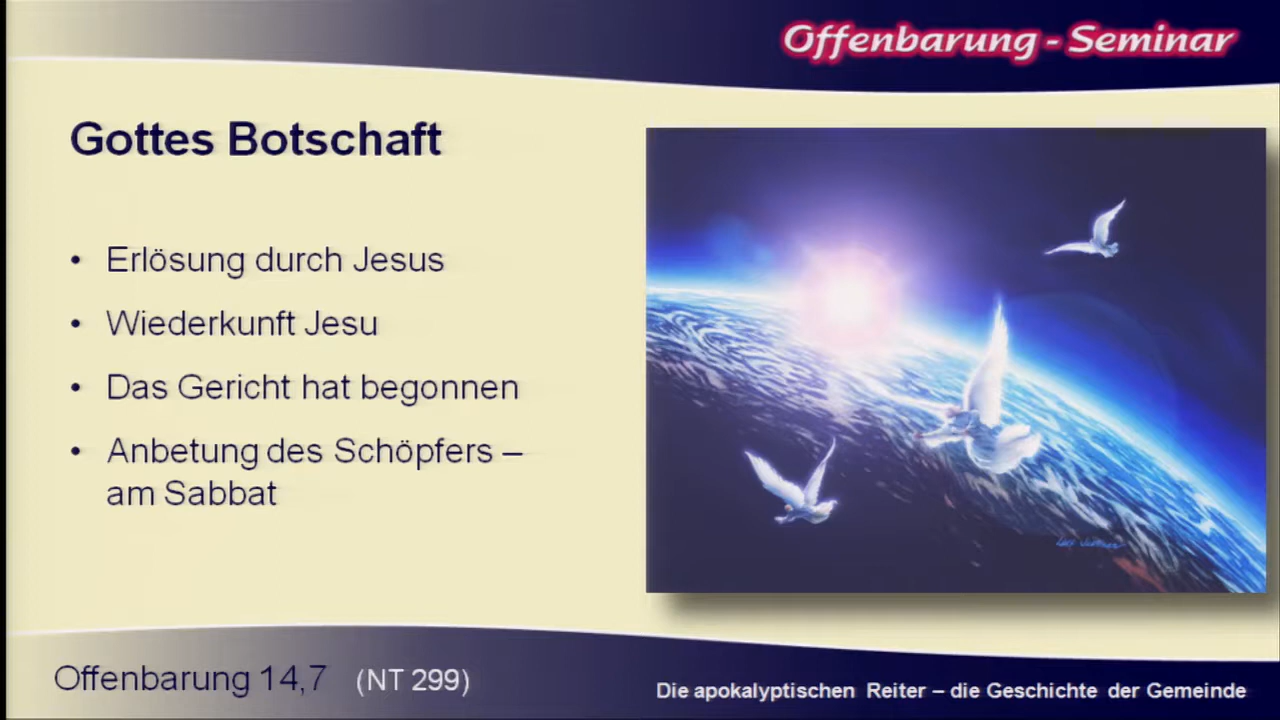 Offenbarung - Seminar
Gottes Botschaft
• Erlösung durch Jesus
• Wiederkunft Jesu
• Das Gericht hat begonnen
• Anbetung des Schöpfers –
am Sabbat
Offenbarung 14,7 (NT 299)
Die apokalyptischen Reiter – die Geschichte der Gemeinde